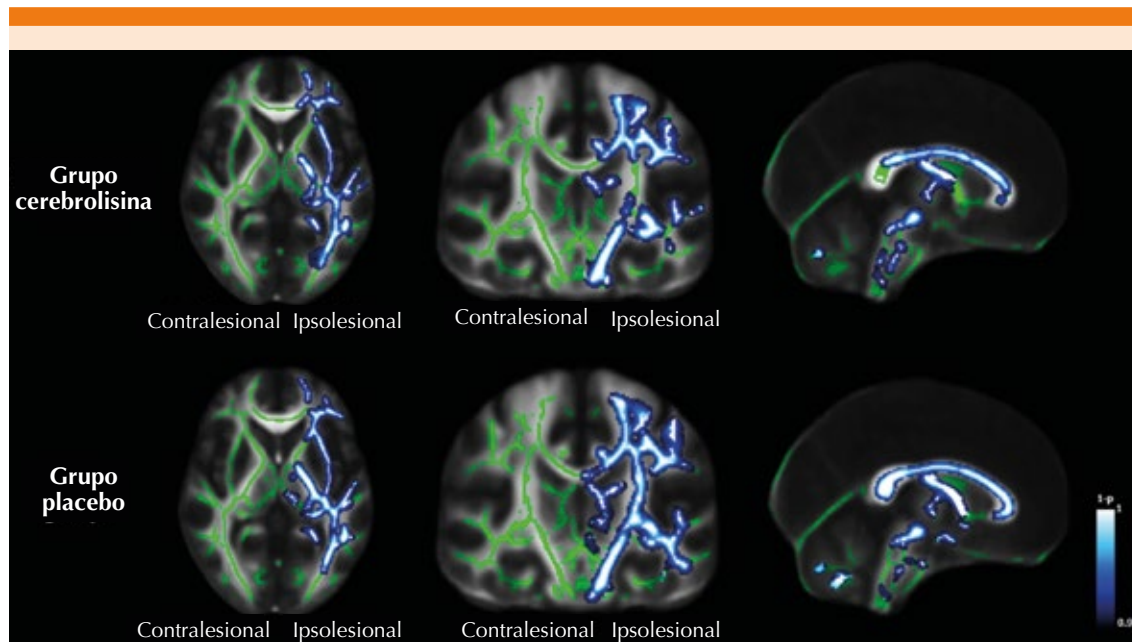 Grupo
cerebrolisina
Contralesional Ipsolesional
Contralesional Ipsolesional
Grupo
placebo
1-p
1
0.9
Contralesional Ipsolesional
Contralesional Ipsolesional